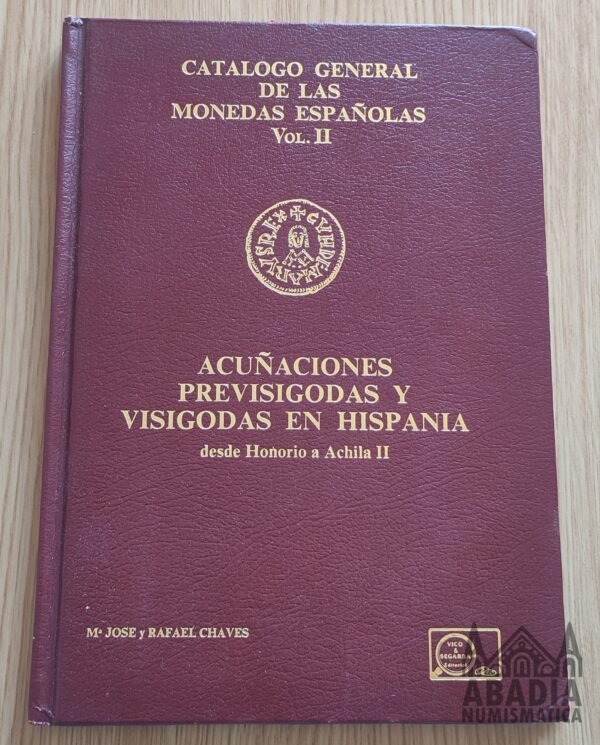 CATALOGO GENERAL
DE LAS
MONEDAS ESPAÑOLAS
VOL. II
ACUÑACIONES
PREVISIGODAS Y
VISIGODAS EN HISPANIA
desde Honorio a Achila II
Mª JOSE y RAFAEL CHAVES
VICO
&
SEGARRA
Editores
ABADIA
NUMISMATICA